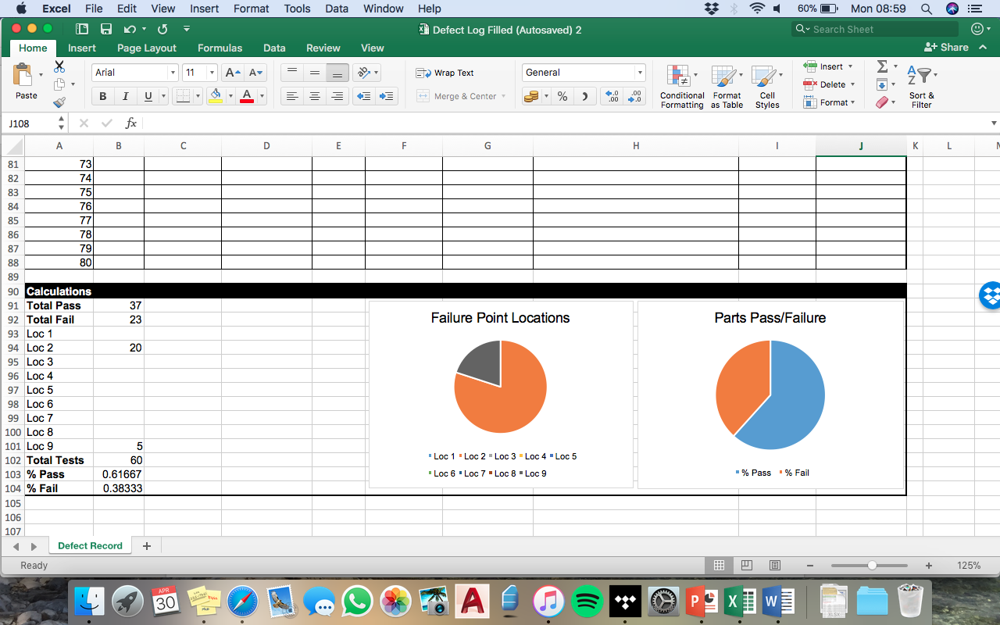 Excel File Edit View Insert Format Tools Data Window Help 60% Mon 08:59
Defect Log Filled (Autosaved) 2 Search Sheet
Home Insert Page Layout Formulas Data Review View Share
Paste Arial 11 A A Wrap Text General Conditional Formatting Format as Table Cell Styles Insert Sort & Filter
B I U A Merge & Center % .0 .00 .00 .0 Delete
Format
J108 fx
A B C D E F G H I J K L
81 73
82 74
83 75
84 76
85 77
86 78
87 79
88 80
89
90 Calculations
91 Total Pass 37
92 Total Fail 23
93 Loc 1
94 Loc 2 20
95 Loc 3
96 Loc 4
97 Loc 5
98 Loc 6
99 Loc 7
100 Loc 8
101 Loc 9 5
102 Total Tests 60
103 % Pass 0.61667
104 % Fail 0.38333
105
106
107
Failure Point Locations
Loc 1 Loc 2 Loc 3 Loc 4 Loc 5
Loc 6 Loc 7 Loc 8 Loc 9
Parts Pass/Failure
% Pass % Fail
Defect Record +
Ready 125%
APR
30
A P X W
XLSX